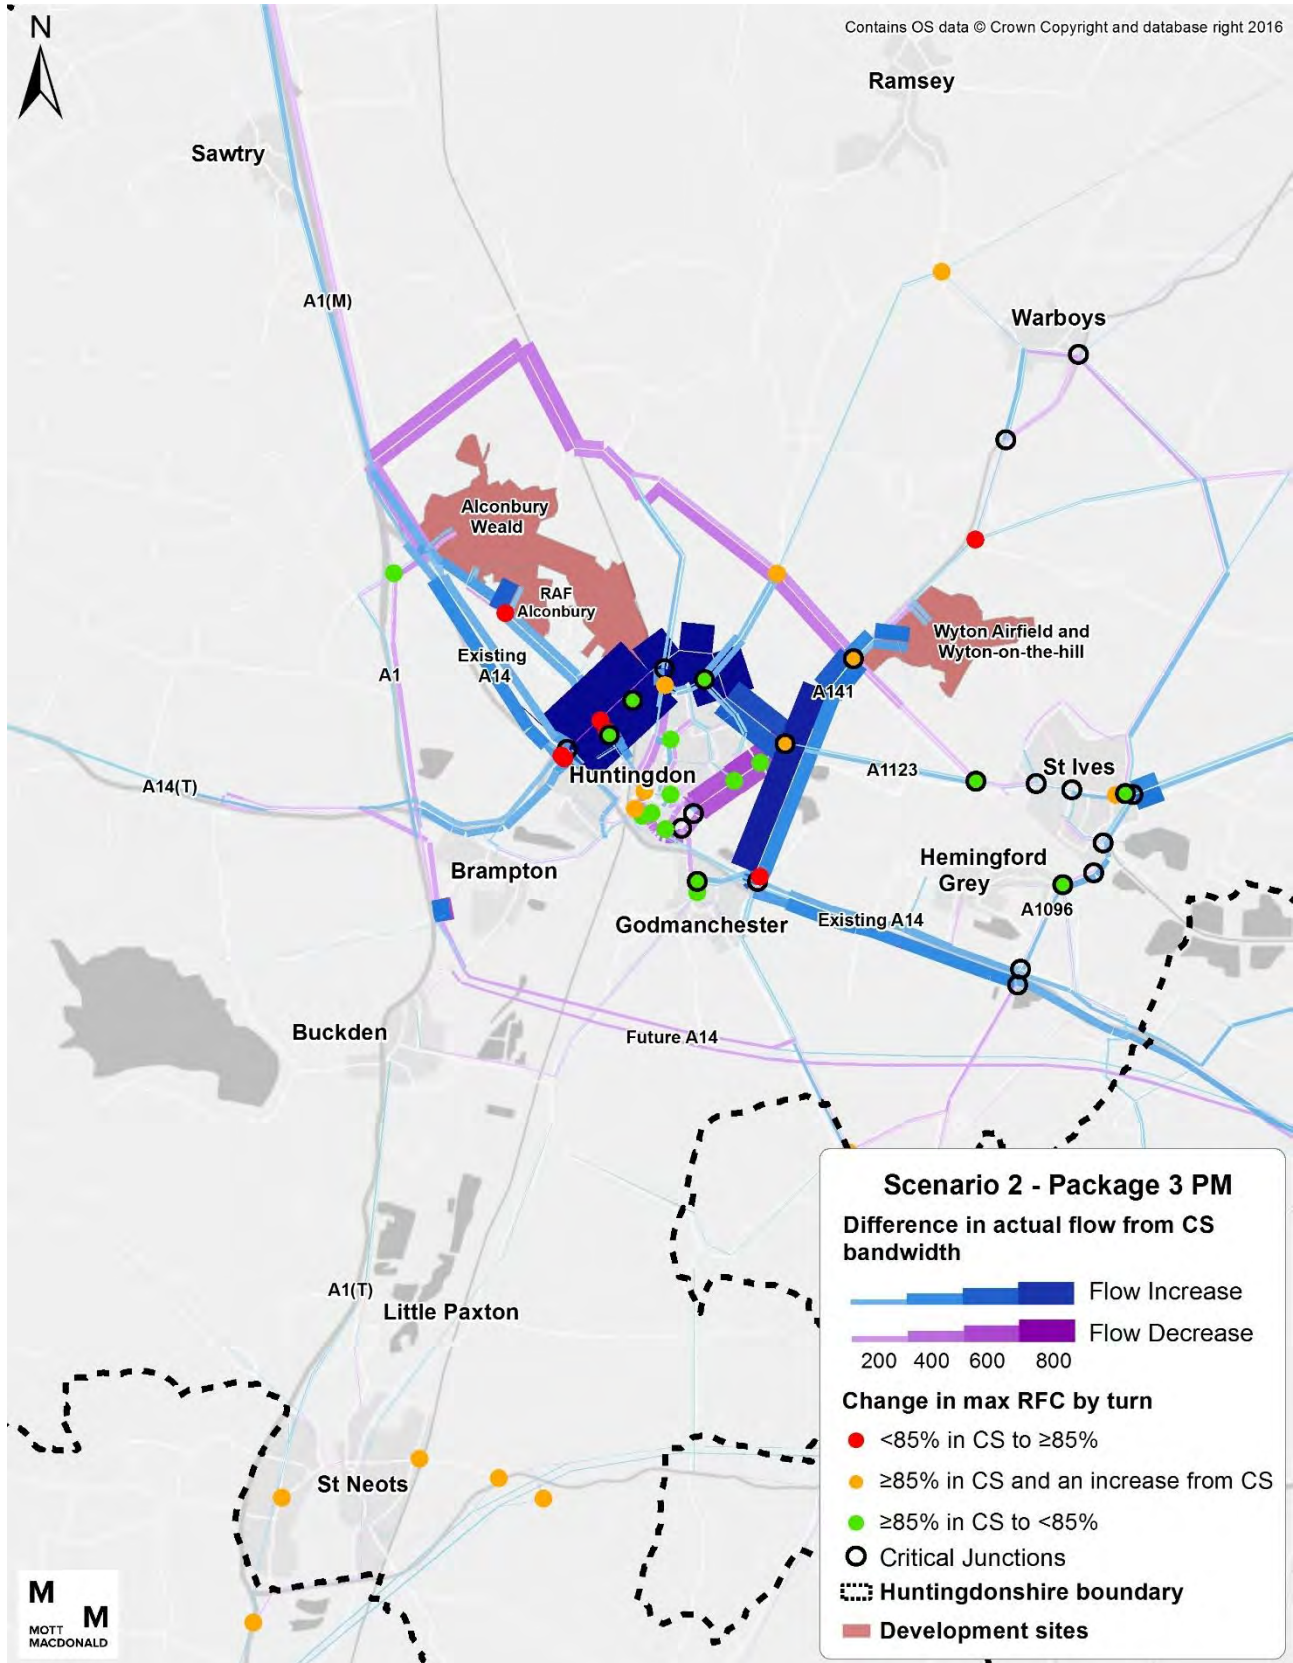 Contains OS data © Crown Copyright and database right 2016
N
Ramsey
Sawtry
A1(M)
Warboys
Alconbury
Weald
RAF
Alconbury
Existing
A14
A1
Wyton Airfield and
Wyton-on-the-hill
A141
A14(T)
Huntingdon
A1123
St Ives
Brampton
Hemingford
Grey
A1096
Godmanchester
Existing A14
Buckden
Future A14
A1(T)
Little Paxton
St Neots
Scenario 2 - Package 3 PM
Difference in actual flow from CS
bandwidth
Flow Increase
Flow Decrease
200 400 600 800
Change in max RFC by turn
<85% in CS to ≥85%
≥85% in CS and an increase from CS
≥85% in CS to <85%
Critical Junctions
Huntingdonshire boundary
Development sites
M
M
MOTT
MACDONALD